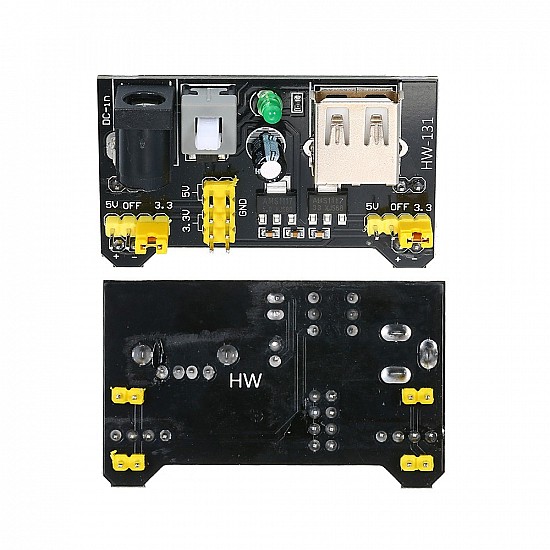 DC-in
HW-131
5V
3.3V
GND
5V OFF 3.3
5V OFF 3.3
+ -
+ -
AMS1117
AMS1117
HW